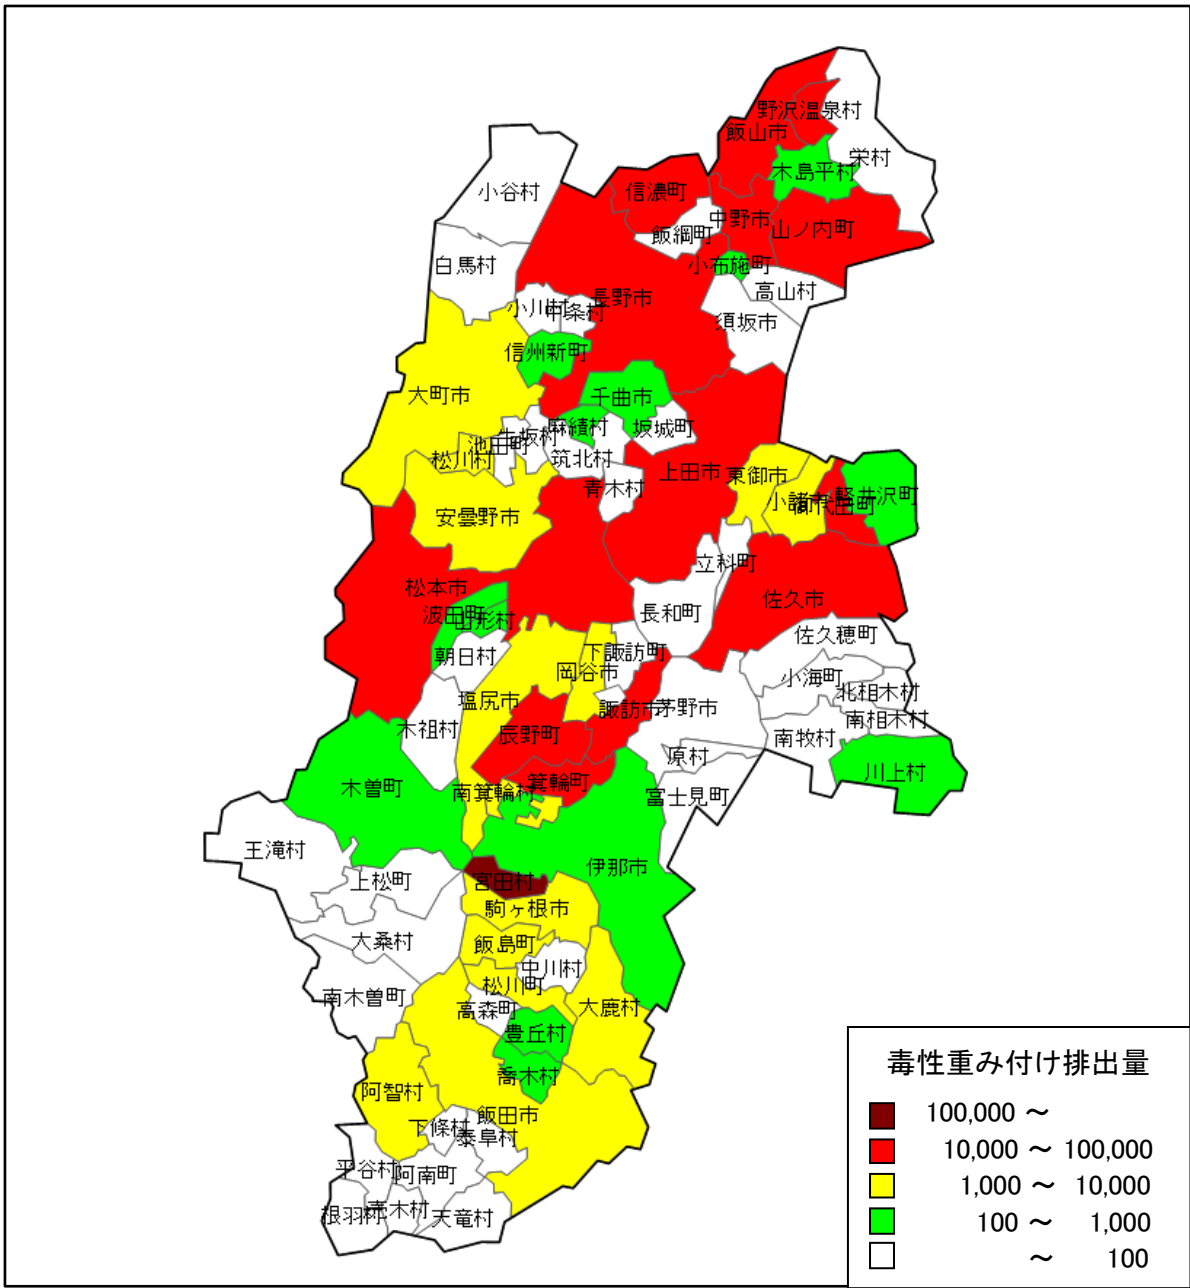 野沢温泉村
飯山市
栄村
木島平村
小谷村
信濃町
中野市
山ノ内町
飯綱町
白馬村
小布施町
高山村
長野市
小川村
中条村
須坂市
信州新町
大町市
千曲市
麻績村
坂城町
生坂村
池田町
松川村
筑北村
上田市
東御市
青木村
軽井沢町
小諸市
御代田町
安曇野市
立科町
松本市
佐久市
波田町
山形村
長和町
佐久穂町
朝日村
下諏訪町
岡谷市
小海町
北相木村
塩尻市
諏訪市
茅野市
南相木村
木祖村
辰野町
南牧村
原村
川上村
箕輪町
木曽町
南箕輪村
富士見町
王滝村
伊那市
上松町
宮田村
駒ヶ根市
大桑村
飯島町
中川村
松川町
南木曽町
高森町
大鹿村
豊丘村
喬木村
阿智村
飯田市
下條村
泰阜村
平谷村
阿南町
根羽村
売木村
天竜村
毒性重み付け排出量
100,000 ～
10,000 ～ 100,000
1,000 ～ 10,000
100 ～ 1,000
～ 100